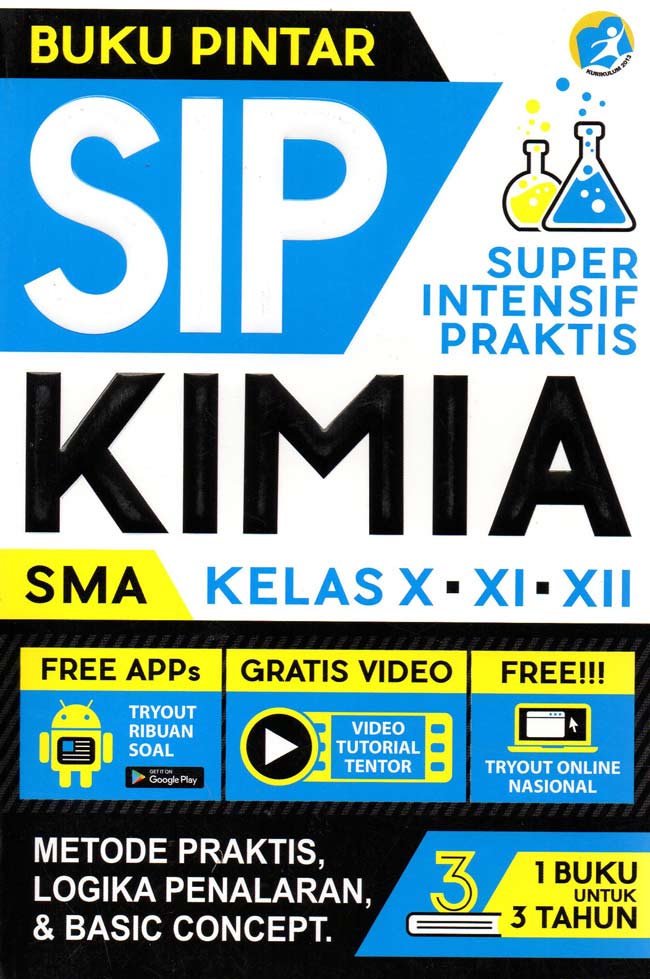 BUKU PINTAR
KURIKULUM 2013
SIP
SUPER
INTENSIF
PRAKTIS
KIMIA
SMA
KELAS X ▪ XI ▪ XII
FREE APPs
TRYOUT
RIBUAN
SOAL
GET IT ON
Google Play
GRATIS VIDEO
VIDEO
TUTORIAL
TENTOR
FREE!!!
TRYOUT ONLINE
NASIONAL
METODE PRAKTIS,
LOGIKA PENALARAN,
& BASIC CONCEPT.
3
1 BUKU
UNTUK
3 TAHUN